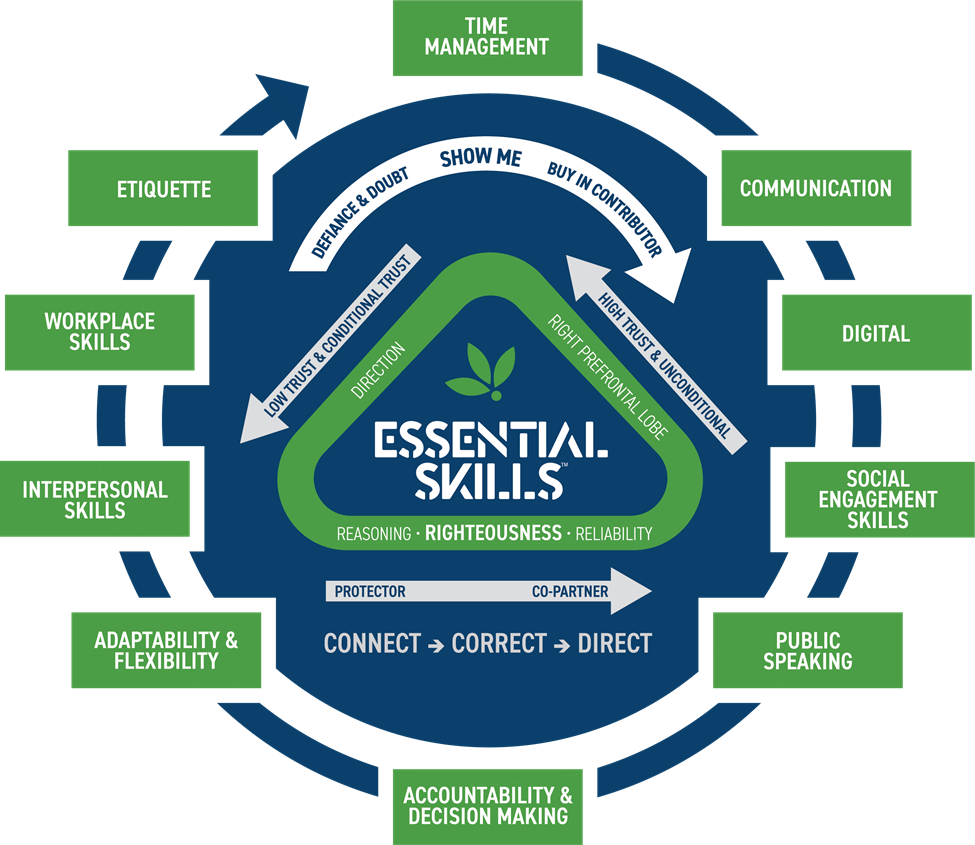 TIME
MANAGEMENT
COMMUNICATION
DIGITAL
SOCIAL
ENGAGEMENT
SKILLS
PUBLIC
SPEAKING
ACCOUNTABILITY &
DECISION MAKING
ADAPTABILITY &
FLEXIBILITY
INTERPERSONAL
SKILLS
WORKPLACE
SKILLS
ETIQUETTE
DEFIANCE & DOUBT
SHOW ME
BUY IN CONTRIBUTOR
LOW TRUST & CONDITIONAL TRUST
HIGH TRUST & UNCONDITIONAL
DIRECTION
RIGHT PREFRONTAL LOBE
ESSENTIAL
SKILLS™
REASONING · RIGHTEOUSNESS · RELIABILITY
PROTECTOR CO-PARTNER
CONNECT → CORRECT → DIRECT